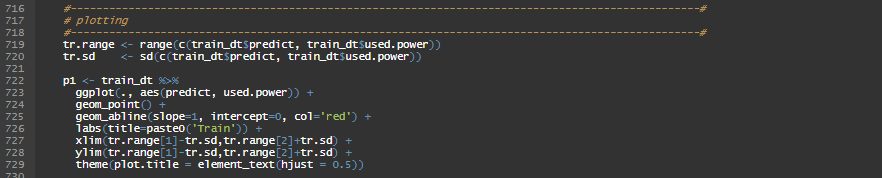 716 #------------------------------------------------------------------------------------------------#
717 # plotting
718 #------------------------------------------------------------------------------------------------#
719 tr.range <- range(c(train_dt$predict, train_dt$used.power))
720 tr.sd    <- sd(c(train_dt$predict, train_dt$used.power))
721
722 p1 <- train_dt %>%
723   ggplot(., aes(predict, used.power)) +
724   geom_point() +
725   geom_abline(slope=1, intercept=0, col='red') +
726   labs(title=paste0('Train')) +
727   xlim(tr.range[1]-tr.sd,tr.range[2]+tr.sd) +
728   ylim(tr.range[1]-tr.sd,tr.range[2]+tr.sd) +
729   theme(plot.title = element_text(hjust = 0.5))
730